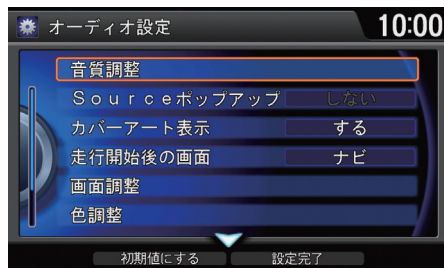 オーディオ設定 10:00
音質調整
Sourceポップアップ しない
カバーアート表示 する
走行開始後の画面 ナビ
画面調整
色調整
初期値にする 設定完了